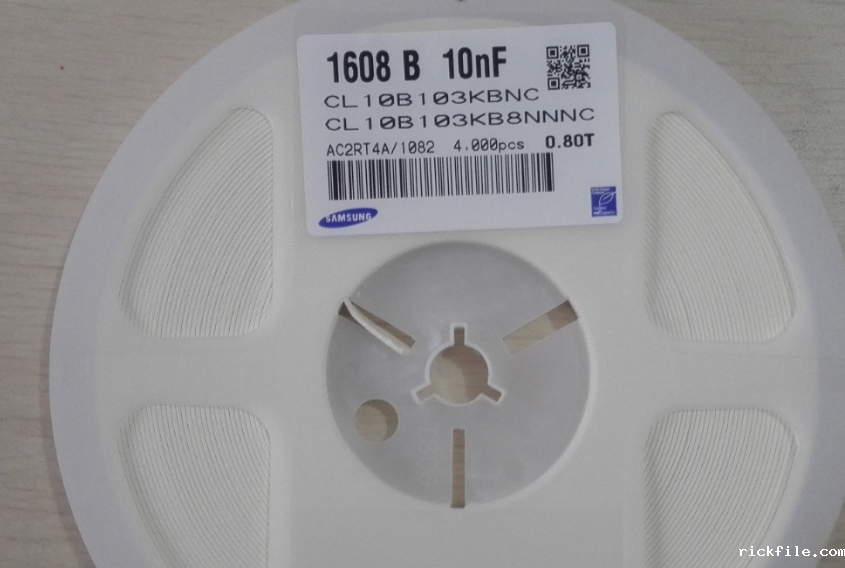 1608 B 10nF
CL10B103KBNC
CL10B103KB8NNNC
AC2RT4A/1082 4,000pcs 0.80T
SAMSUNG
rickfile.com